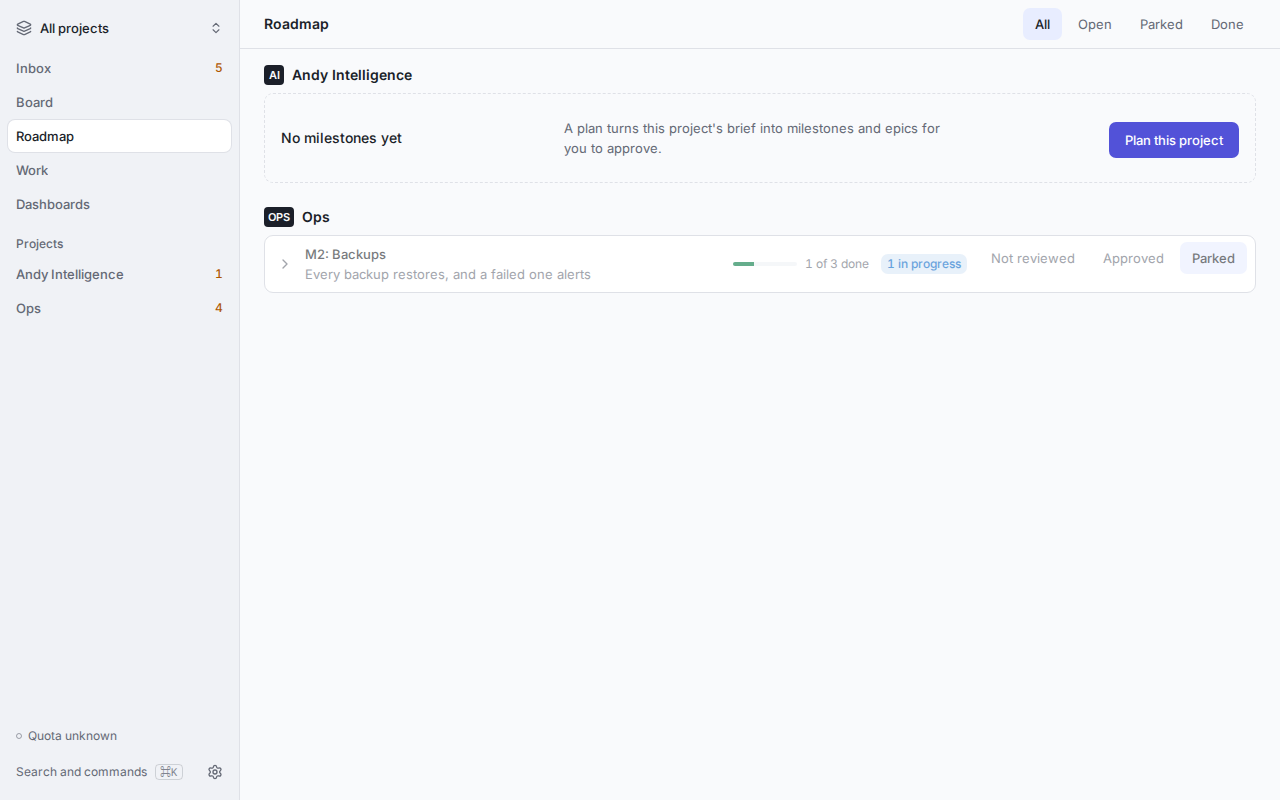 All projects
Inbox 5
Board
Roadmap
Work
Dashboards
Projects
Andy Intelligence 1
Ops 4
Quota unknown
Search and commands ⌘K
Roadmap
All Open Parked Done
AI Andy Intelligence
No milestones yet
A plan turns this project's brief into milestones and epics for
you to approve.
Plan this project
OPS Ops
M2: Backups
Every backup restores, and a failed one alerts
1 of 3 done 1 in progress Not reviewed Approved Parked